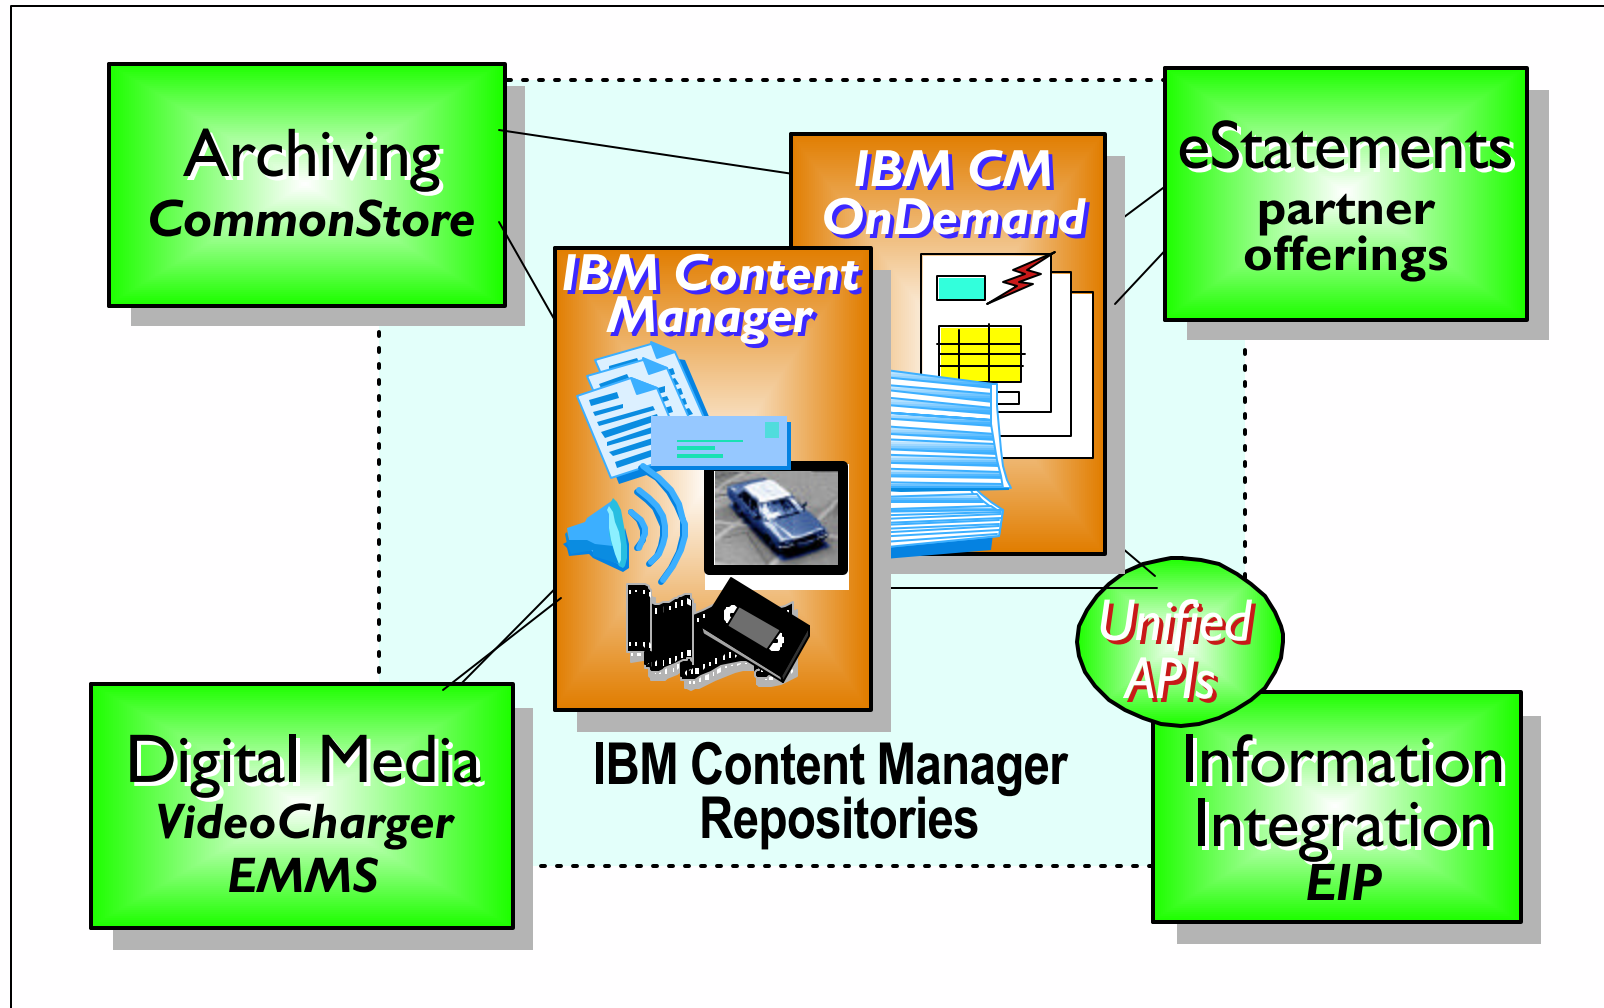 Archiving
CommonStore
eStatements
partner
offerings
IBM CM
OnDemand
IBM Content
Manager
Unified
APIs
Digital Media
VideoCharger
EMMS
IBM Content Manager
Repositories
Information
Integration
EIP